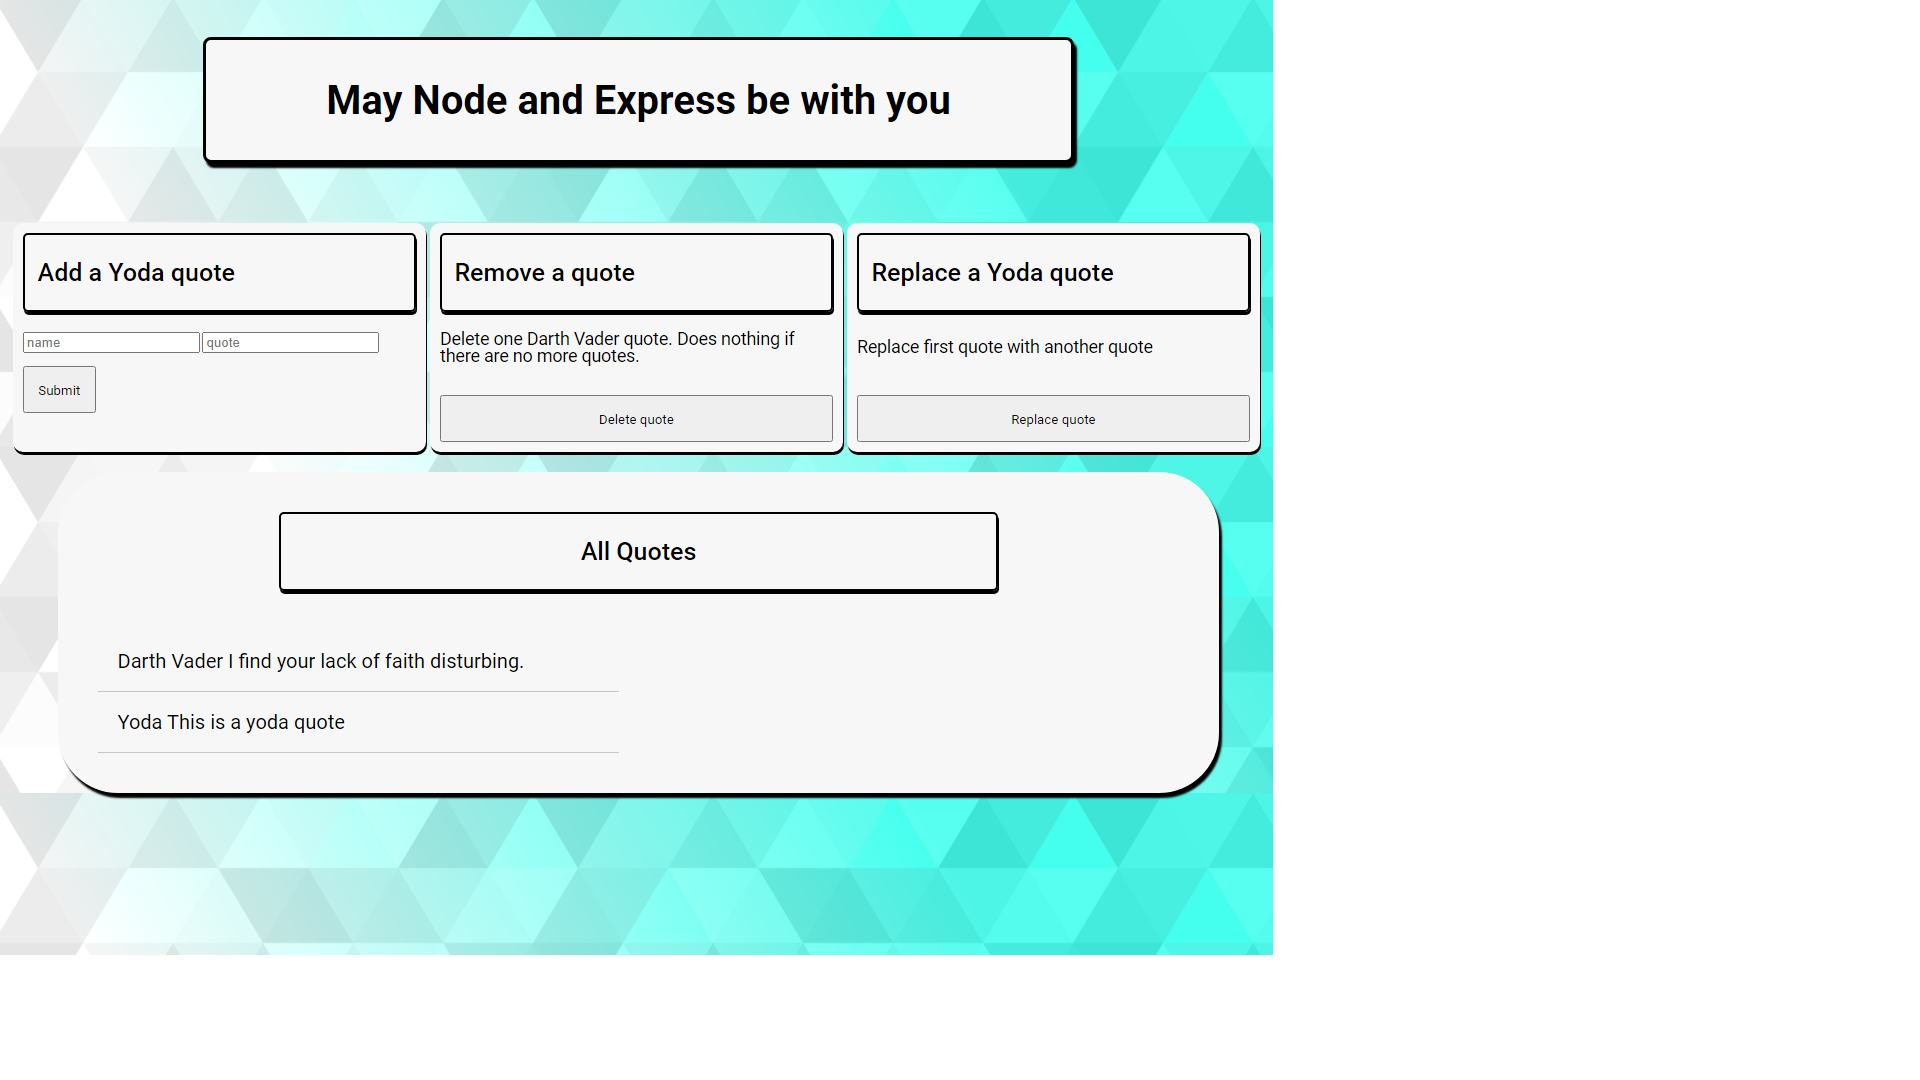 May Node and Express be with you
Add a Yoda quote
name quote
Submit
Remove a quote
Delete one Darth Vader quote. Does nothing if
there are no more quotes.
Delete quote
Replace a Yoda quote
Replace first quote with another quote
Replace quote
All Quotes
Darth Vader I find your lack of faith disturbing.
Yoda This is a yoda quote